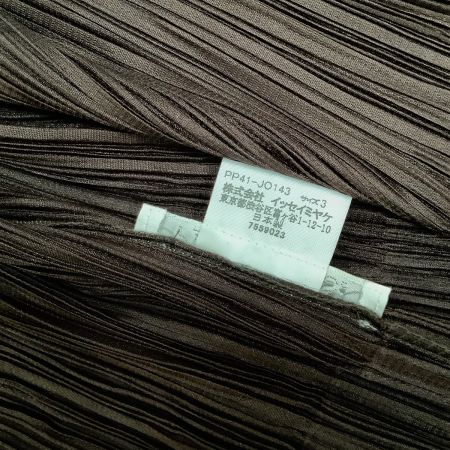 PP41-JO143 サイズ3
株式会社 イッセイミヤケ
東京都渋谷区富ヶ谷1-12-10
日本製
7559023